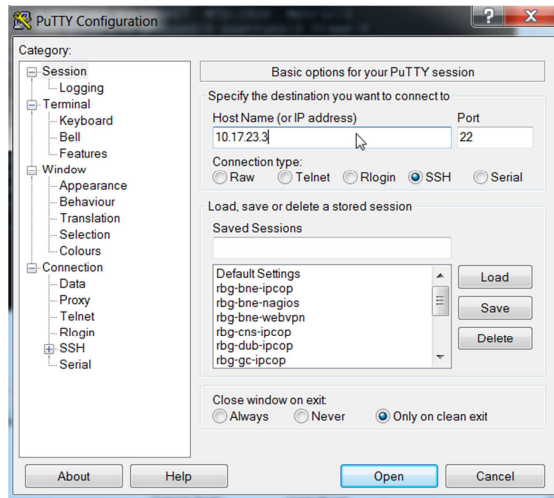 PuTTY Configuration
?
X
Category:
Session
Logging
Terminal
Keyboard
Bell
Features
Window
Appearance
Behaviour
Translation
Selection
Colours
Connection
Data
Proxy
Telnet
Rlogin
SSH
Serial
Basic options for your PuTTY session
Specify the destination you want to connect to
Host Name (or IP address) Port
10.17.23.3 22
Connection type:
Raw Telnet Rlogin SSH Serial
Load, save or delete a stored session
Saved Sessions
Default Settings
rbg-bne-ipcop
rbg-bne-nagios
rbg-bne-webvpn
rbg-cns-ipcop
rbg-dub-ipcop
rbg-gc-ipcop
Load
Save
Delete
Close window on exit:
Always Never Only on clean exit
About Help Open Cancel